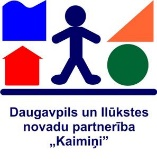 Daugavpils un Ilūkstes
novadu partnerība
„Kaimiņi”